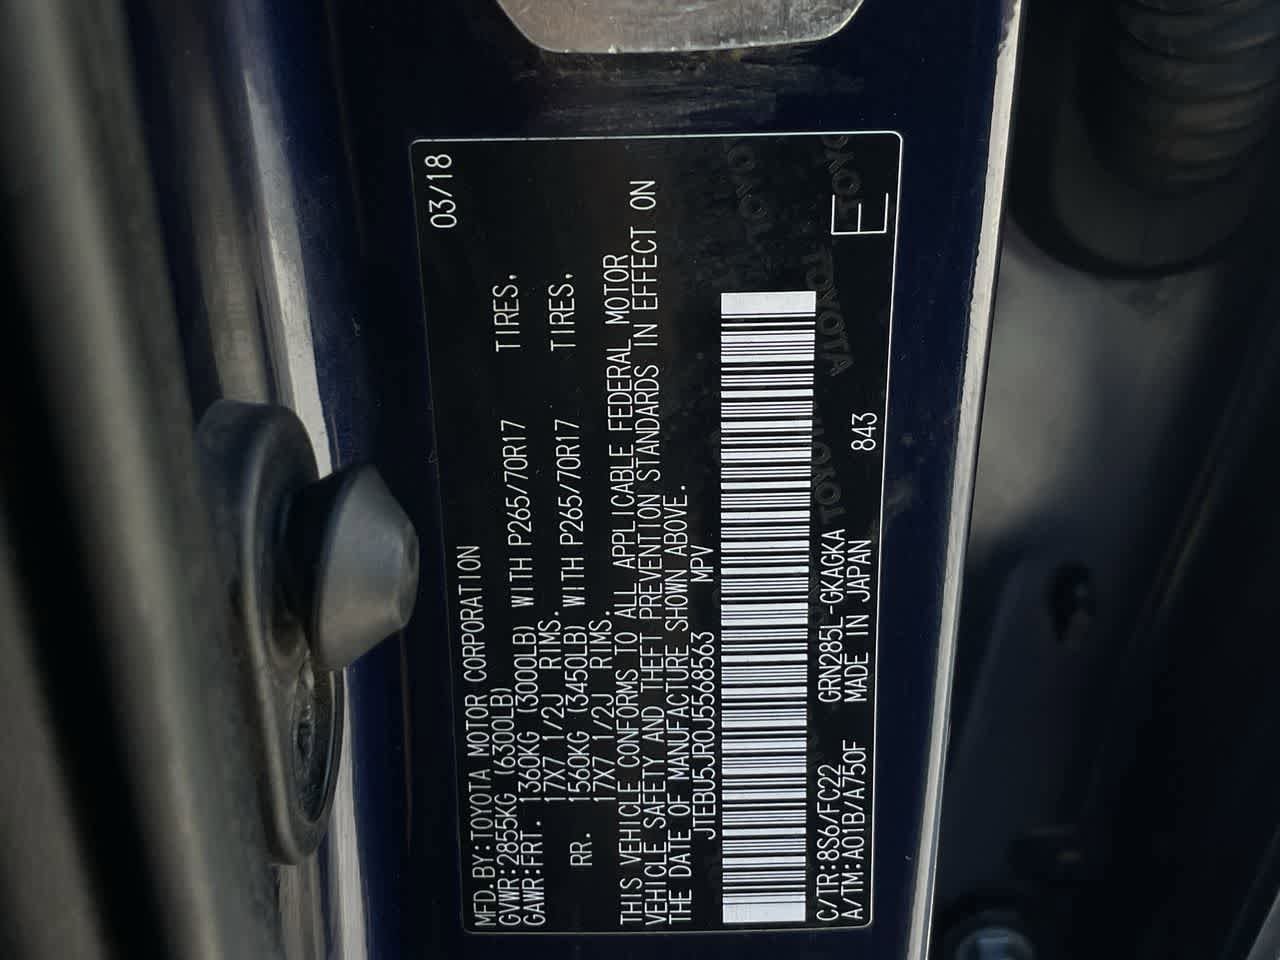 MFD.BY:TOYOTA MOTOR CORPORATION 03/18
GVWR:2855KG (6300LB)
GAWR:FRT. 1360KG (3000LB) WITH P265/70R17 TIRES.
17X7 1/2J RIMS.
RR. 1560KG (3450LB) WITH P265/70R17 TIRES.
17X7 1/2J RIMS.
THIS VEHICLE CONFORMS TO ALL APPLICABLE FEDERAL MOTOR
VEHICLE SAFETY AND THEFT PREVENTION STANDARDS IN EFFECT ON
THE DATE OF MANUFACTURE SHOWN ABOVE.
JTEBU5JR0J5568563 MPV
C/TR:8S6/FC22 GRN285L-GKAGKA
A/TM:A01B/A750F MADE IN JAPAN 843
E
TOYOTA